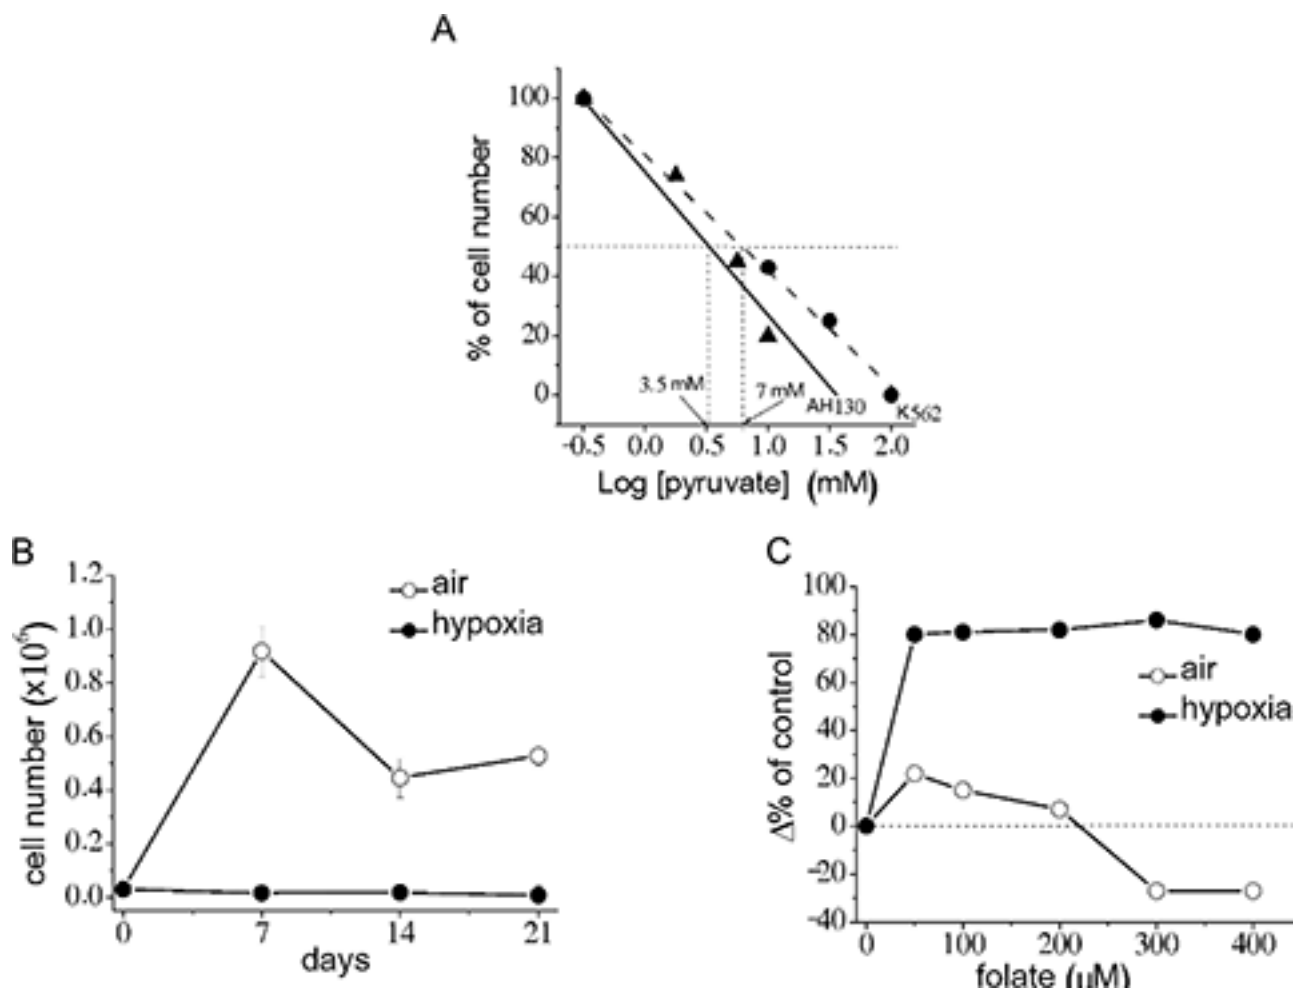 A
% of cell number
100
80
60
40
20
0
3.5 mM
7 mM
AH130
K562
-0.5
0.0
0.5
1.0
1.5
2.0
Log [pyruvate] (mM)
B
cell number (x10⁶)
1.2
1.0
0.8
0.6
0.4
0.2
0.0
air
hypoxia
0
7
14
21
days
C
Δ% of control
100
80
60
40
20
0
-20
-40
air
hypoxia
0
100
200
300
400
folate (µM)